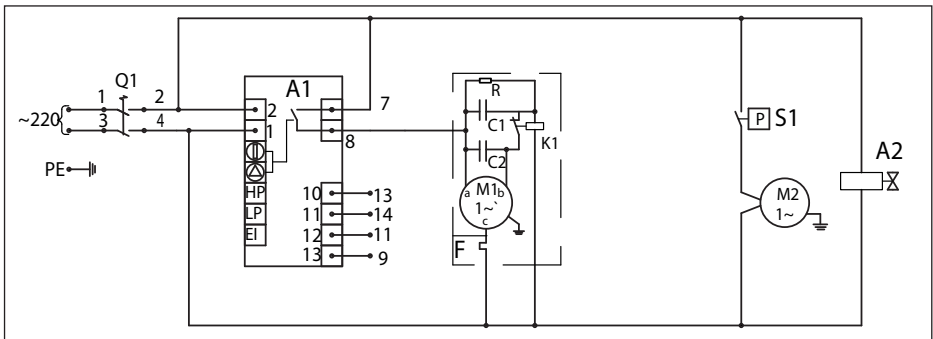 Q1
A1
1
2
3
4
~220
PE
2
1
HP
LP
EI
7
8
10
13
11
14
12
11
13
9
R
C1
K1
C2
a
M1
b
1~`
c
F
P
S1
M2
1~
A2